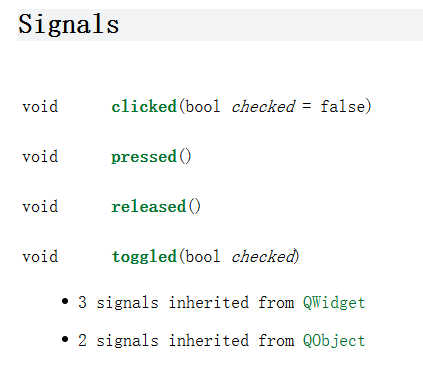 Signals
void clicked(bool checked = false)
void pressed()
void released()
void toggled(bool checked)
• 3 signals inherited from QWidget
• 2 signals inherited from QObject